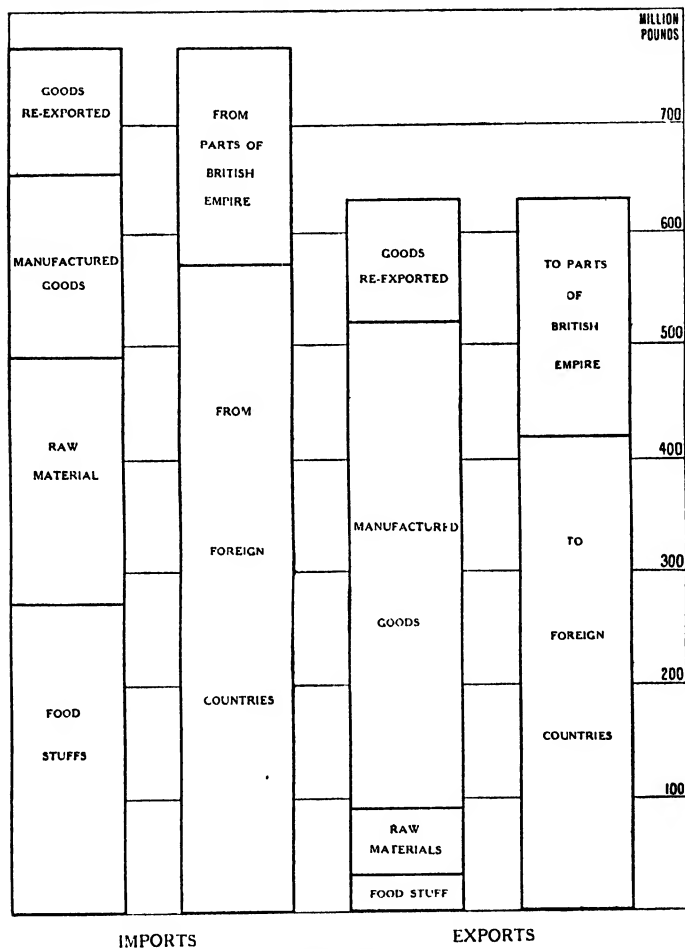 MILLION
POUNDS
700
600
500
400
300
200
100
GOODS
RE-EXPORTED
MANUFACTURED
GOODS
RAW
MATERIAL
FOOD
STUFFS
FROM
PARTS OF
BRITISH
EMPIRE
FROM
FOREIGN
COUNTRIES
GOODS
RE-EXPORTED
MANUFACTURED
GOODS
RAW
MATERIALS
FOOD STUFF
TO PARTS
OF
BRITISH
EMPIRE
TO
FOREIGN
COUNTRIES
IMPORTS
EXPORTS